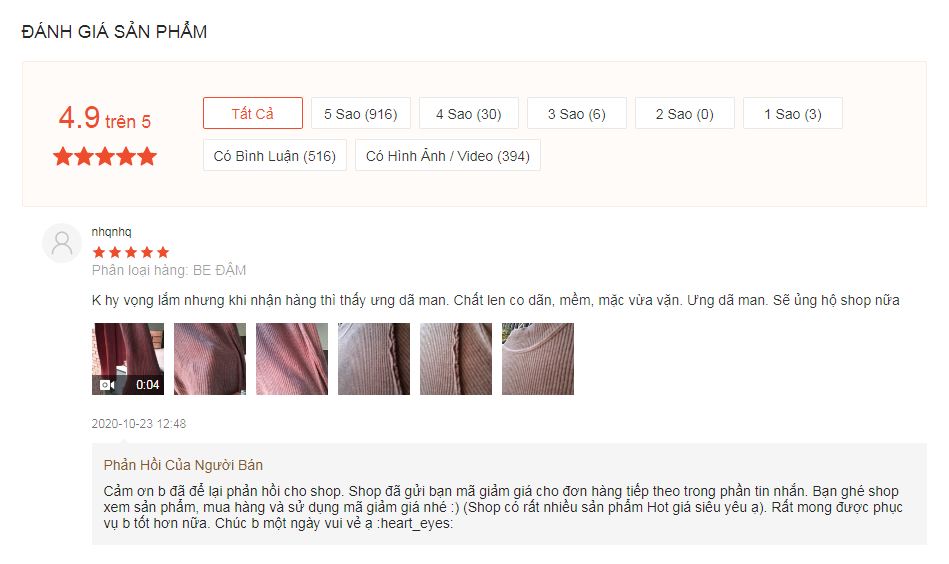 ĐÁNH GIÁ SẢN PHẨM
4.9 trên 5
Tất Cả
5 Sao (916)
4 Sao (30)
3 Sao (6)
2 Sao (0)
1 Sao (3)
Có Bình Luận (516)
Có Hình Ảnh / Video (394)
nhqnhq
Phân loại hàng: BE ĐẬM
K hy vọng lắm nhưng khi nhận hàng thì thấy ưng dã man. Chất len co dãn, mềm, mặc vừa vặn. Ưng dã man. Sẽ ủng hộ shop nữa
0:04
2020-10-23 12:48
Phản Hồi Của Người Bán
Cảm ơn b đã để lại phản hồi cho shop. Shop đã gửi bạn mã giảm giá cho đơn hàng tiếp theo trong phần tin nhắn. Bạn ghé shop
xem sản phẩm, mua hàng và sử dụng mã giảm giá nhé :) (Shop có rất nhiều sản phẩm Hot giá siêu yêu ạ). Rất mong được phục
vụ b tốt hơn nữa. Chúc b một ngày vui vẻ ạ :heart_eyes: